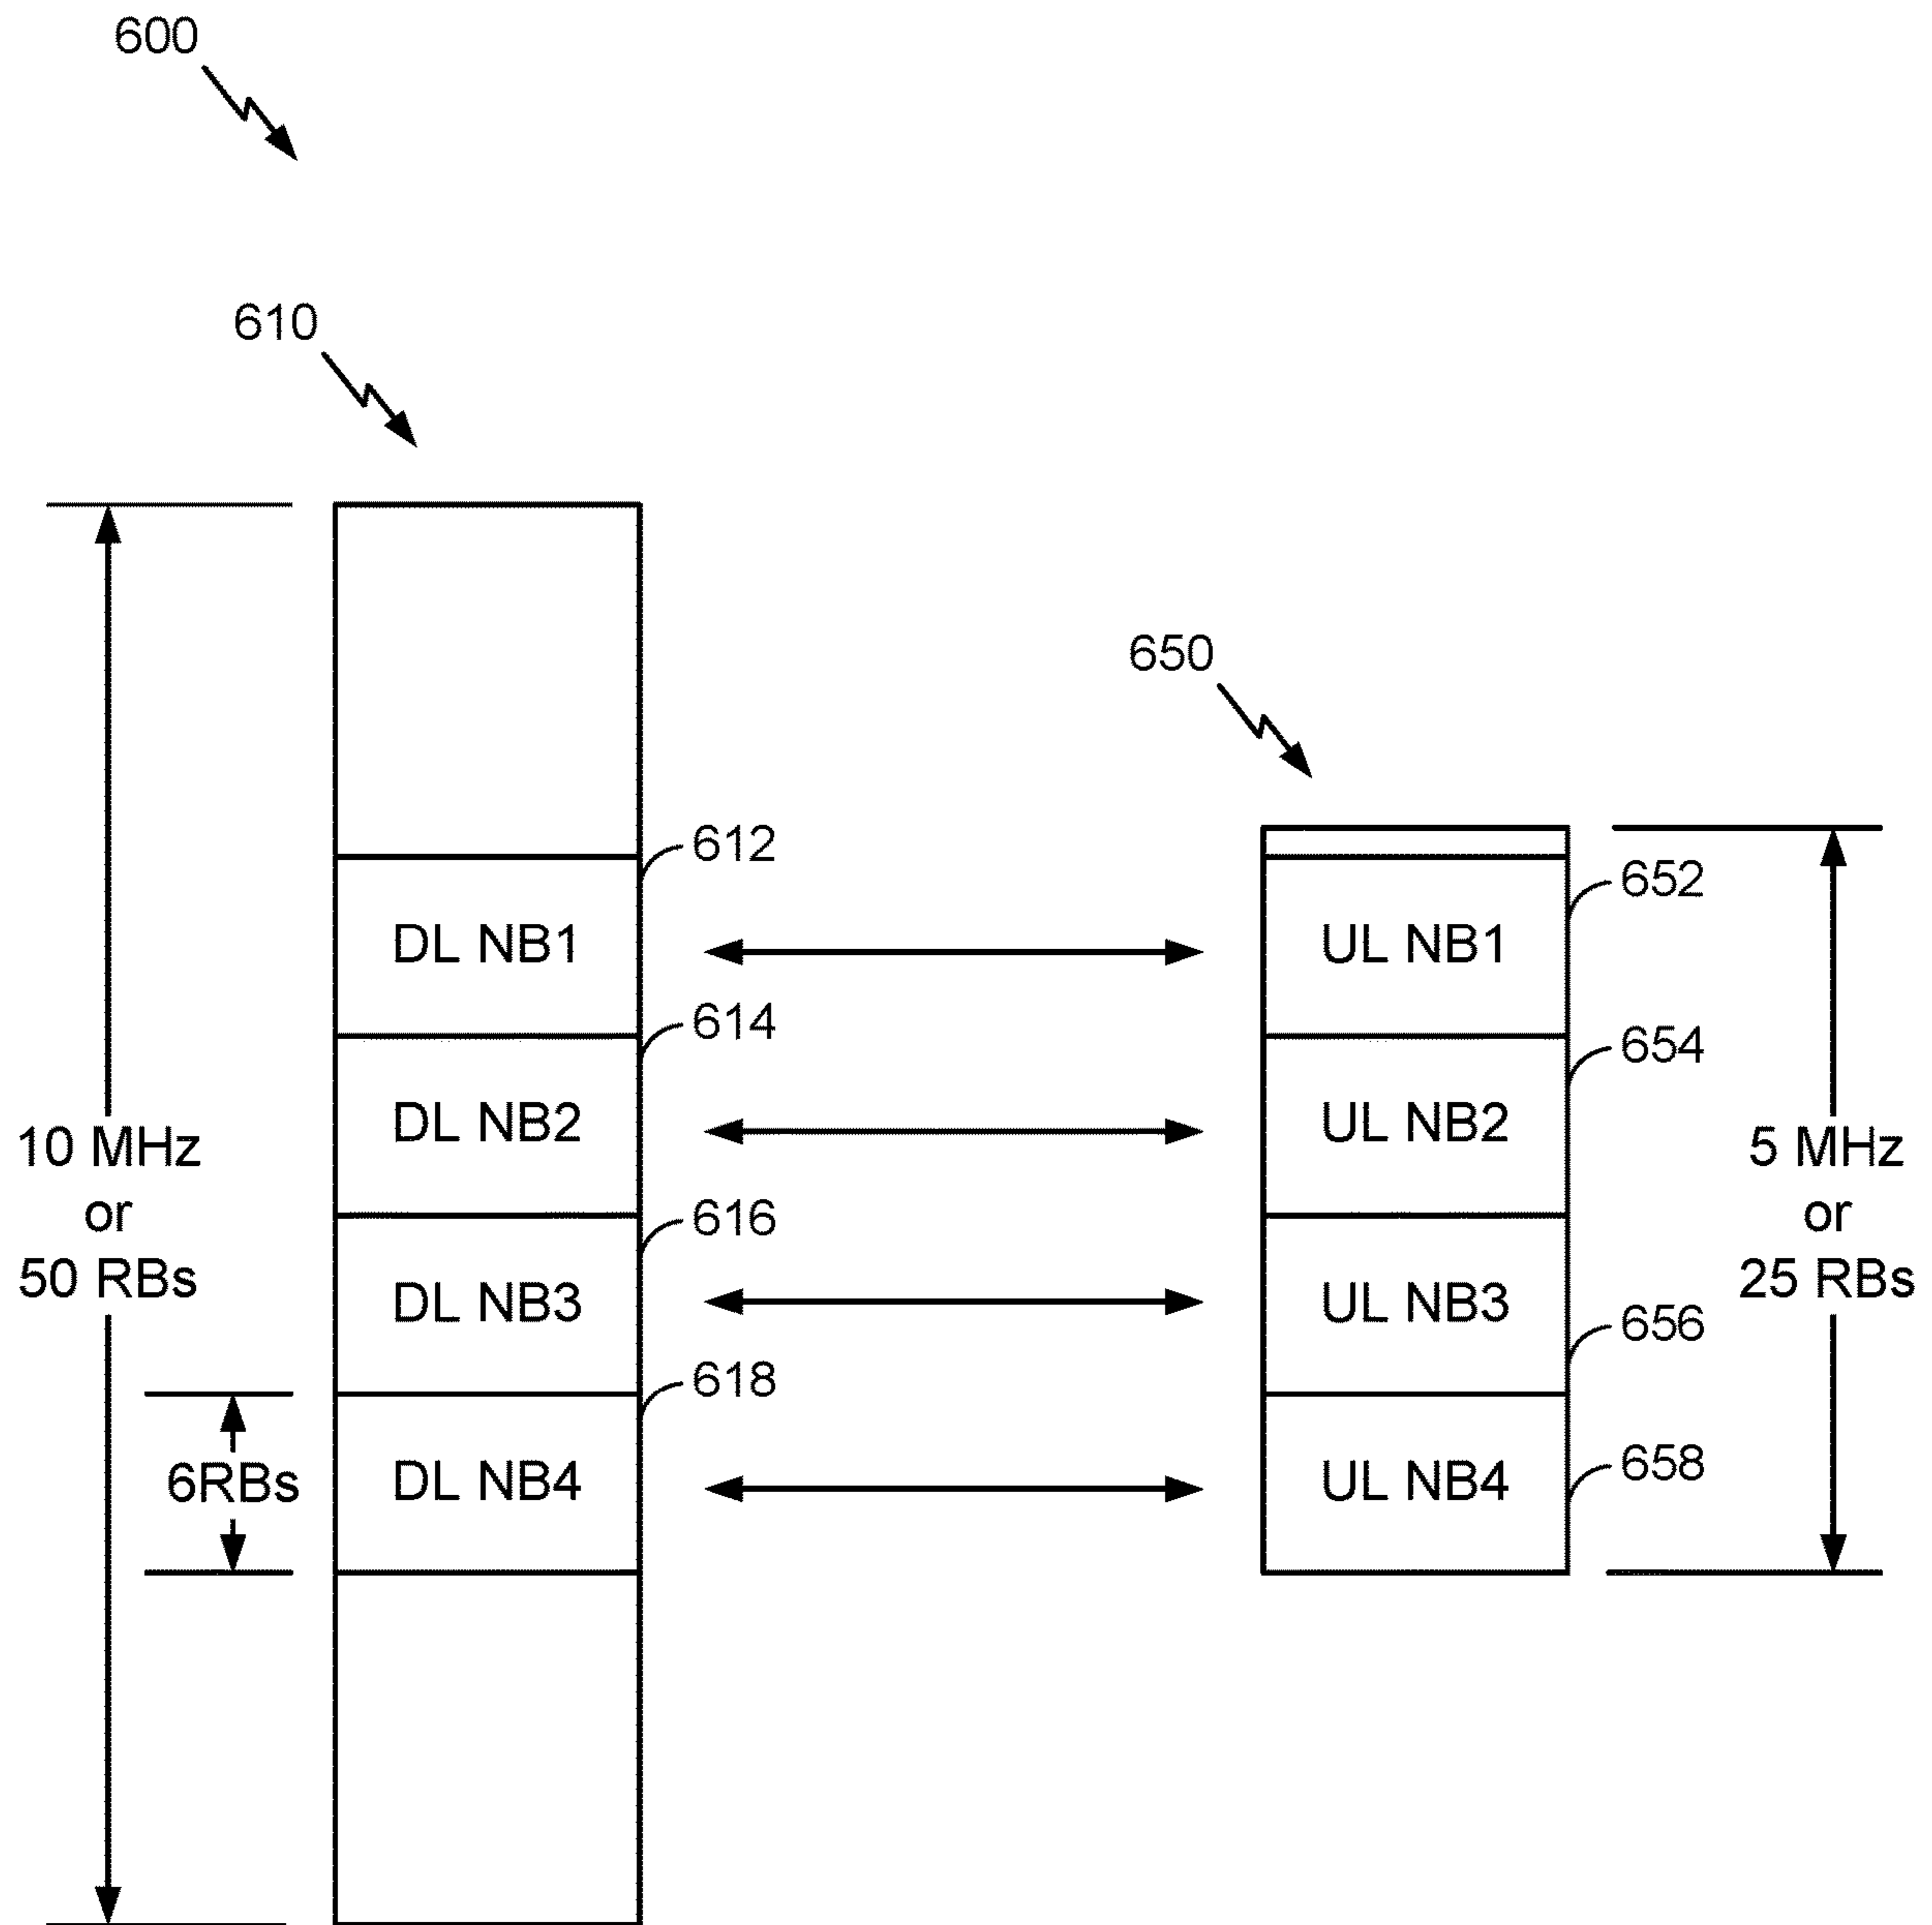 600
610
650
612
652
DL NB1
UL NB1
614
654
DL NB2
UL NB2
10 MHz
or
50 RBs
5 MHz
or
25 RBs
616
DL NB3
UL NB3
656
618
6RBs
DL NB4
UL NB4
658